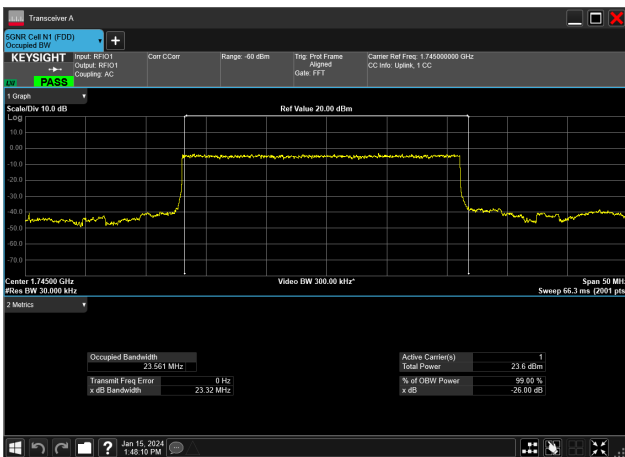 Transceiver A
5GNR Cell N1 (FDD)
Occupied BW
KEYSIGHT
Input: RFIO1
Output: RFIO1
Coupling: AC
Corr CCorr
Range: -60 dBm
Trig: Prot Frame
Aligned
Gate: FFT
Carrier Ref Freq: 1.745000000 GHz
CC Info: Uplink, 1 CC
PASS
1 Graph
Scale/Div 10.0 dB
Ref Value 20.00 dBm
Log
10.0
0.00
-10.0
-20.0
-30.0
-40.0
-50.0
-60.0
-70.0
Center 1.74500 GHz
Video BW 300.00 kHz*
Span 50 MHz
#Res BW 30.000 kHz
Sweep 66.3 ms (2001 pts
2 Metrics
Occupied Bandwidth
23.561 MHz
Transmit Freq Error 0 Hz
x dB Bandwidth 23.32 MHz
Active Carrier(s) 1
Total Power 23.6 dBm
% of OBW Power 99.00 %
x dB -26.00 dB
Jan 15, 2024
1:48:10 PM